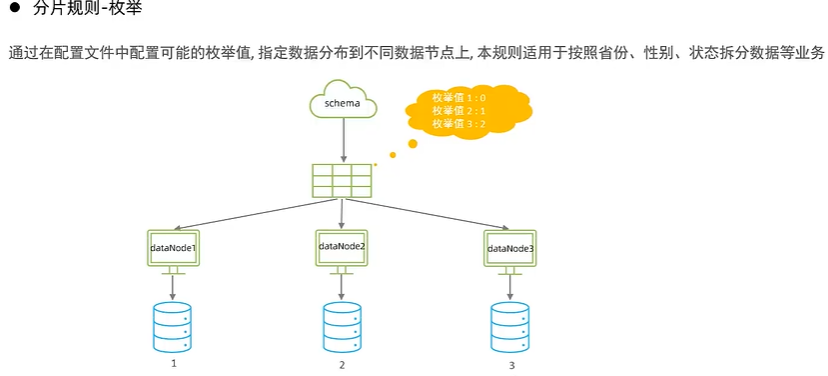 ● 分片规则-枚举
通过在配置文件中配置可能的枚举值, 指定数据分布到不同数据节点上, 本规则适用于按照省份、性别、状态拆分数据等业务
schema
枚举值 1 : 0
枚举值 2 : 1
枚举值 3 : 2
dataNode1
dataNode2
dataNode3
1
2
3